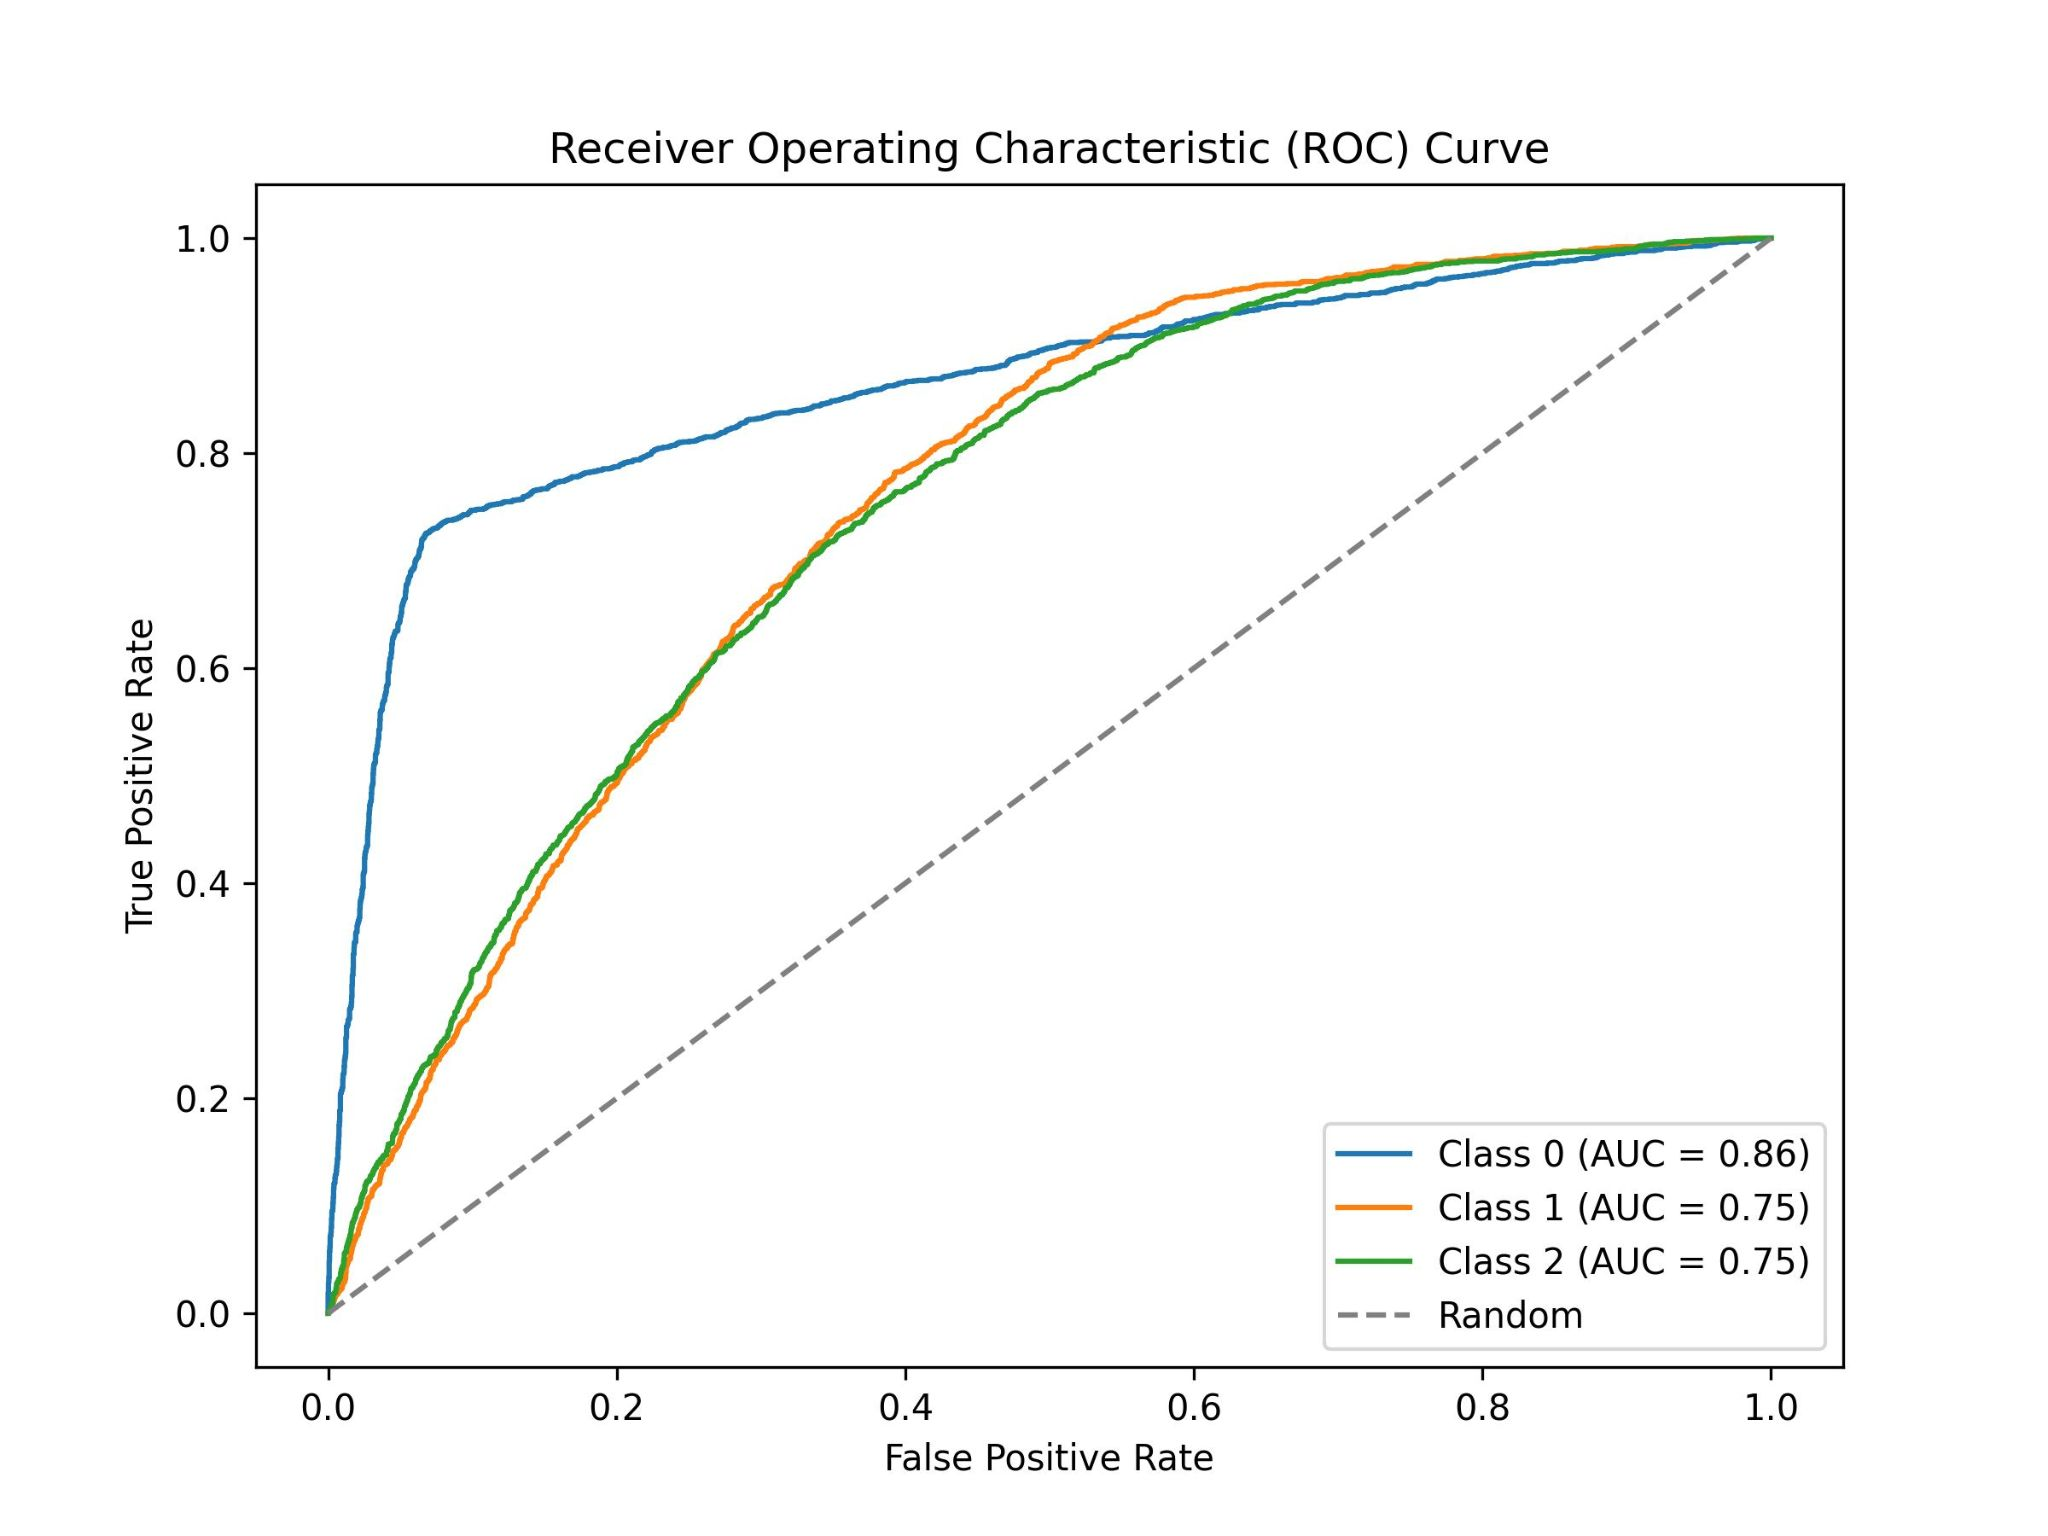 Receiver Operating Characteristic (ROC) Curve
1.0
0.8
0.6
0.4
0.2
0.0
True Positive Rate
Class 0 (AUC = 0.86)
Class 1 (AUC = 0.75)
Class 2 (AUC = 0.75)
Random
0.0 0.2 0.4 0.6 0.8 1.0
False Positive Rate